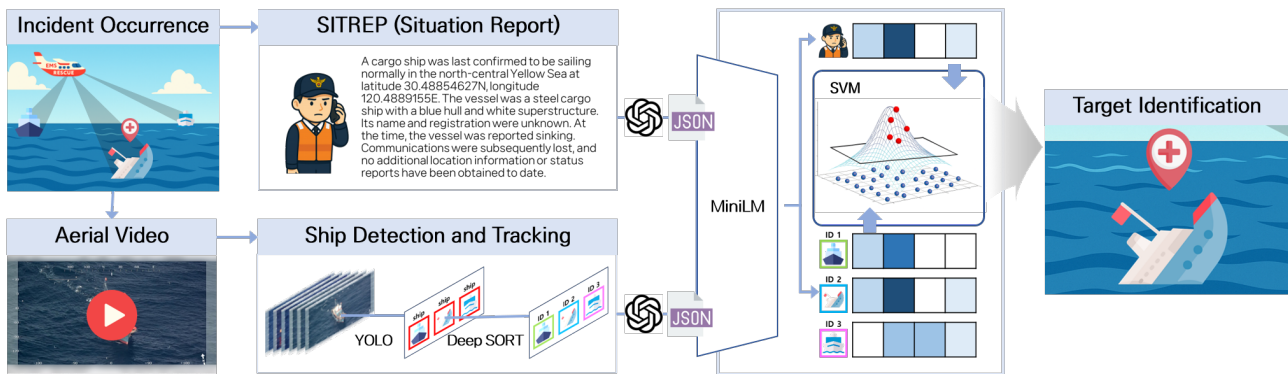 Incident Occurrence
EMS
RESCUE
SITREP (Situation Report)
A cargo ship was last confirmed to be sailing
normally in the north-central Yellow Sea at
latitude 30.48854627N, longitude
120.4889155E. The vessel was a steel cargo
ship with a blue hull and white superstructure.
Its name and registration were unknown. At
the time, the vessel was reported sinking.
Communications were subsequently lost, and
no additional location information or status
reports have been obtained to date.
JSON
Aerial Video
Ship Detection and Tracking
YOLO
ship
ship
ship
Deep SORT
ID 1
ID 2
ID 3
JSON
MiniLM
SVM
ID 1
ID 2
ID 3
Target Identification